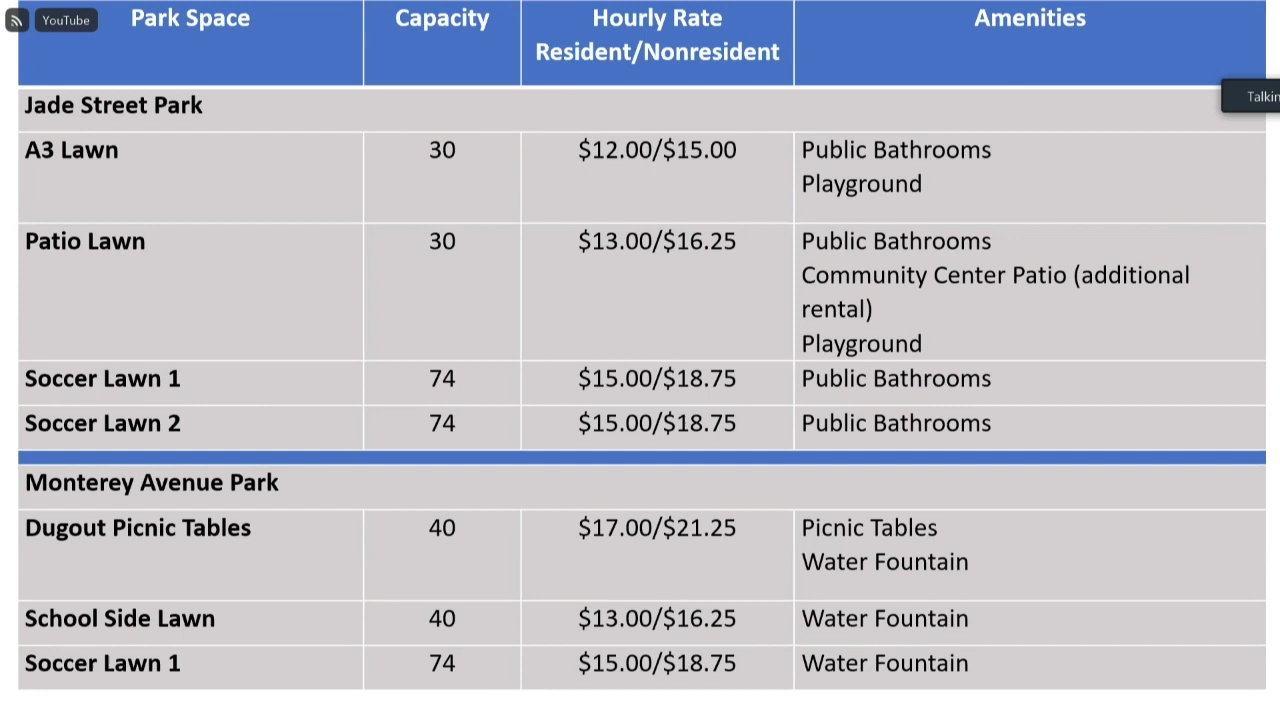 YouTube
Park Space Capacity Hourly Rate Amenities
Resident/Nonresident
Talkin
Jade Street Park
A3 Lawn 30 $12.00/$15.00 Public Bathrooms
Playground
Patio Lawn 30 $13.00/$16.25 Public Bathrooms
Community Center Patio (additional
rental)
Playground
Soccer Lawn 1 74 $15.00/$18.75 Public Bathrooms
Soccer Lawn 2 74 $15.00/$18.75 Public Bathrooms
Monterey Avenue Park
Dugout Picnic Tables 40 $17.00/$21.25 Picnic Tables
Water Fountain
School Side Lawn 40 $13.00/$16.25 Water Fountain
Soccer Lawn 1 74 $15.00/$18.75 Water Fountain